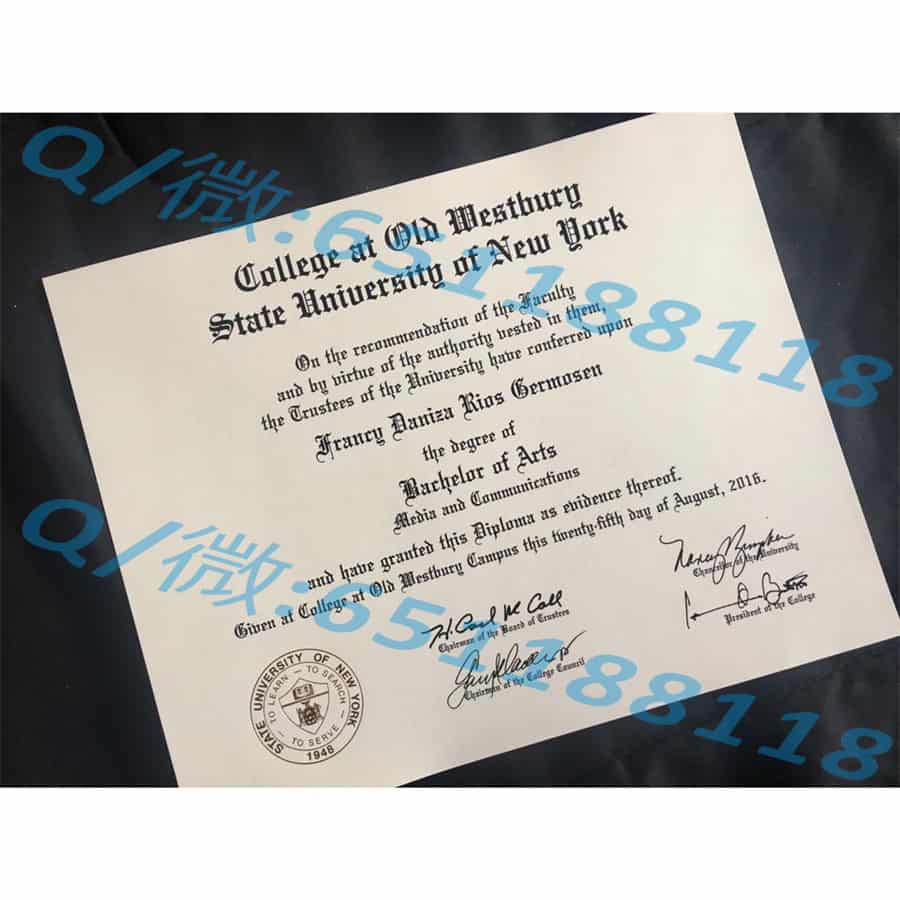 Q/微:651188118
College at Old Westbury
State University of New York
On the recommendation of the Faculty
and by virtue of the authority vested in them,
the Trustees of the University have conferred upon
Francy Daniza Rios Germosen
the degree of
Bachelor of Arts
Media and Communications
and have granted this Diploma as evidence thereof.
Given at College at Old Westbury Campus this twenty-fifth day of August, 2016.
Q/微:651188118
Chancellor of the University
President of the College
H. Carl McCall
Chairman of the Board of Trustees
Chairman of the College Council
STATE UNIVERSITY OF NEW YORK
TO LEARN — TO SEARCH — TO SERVE
1948